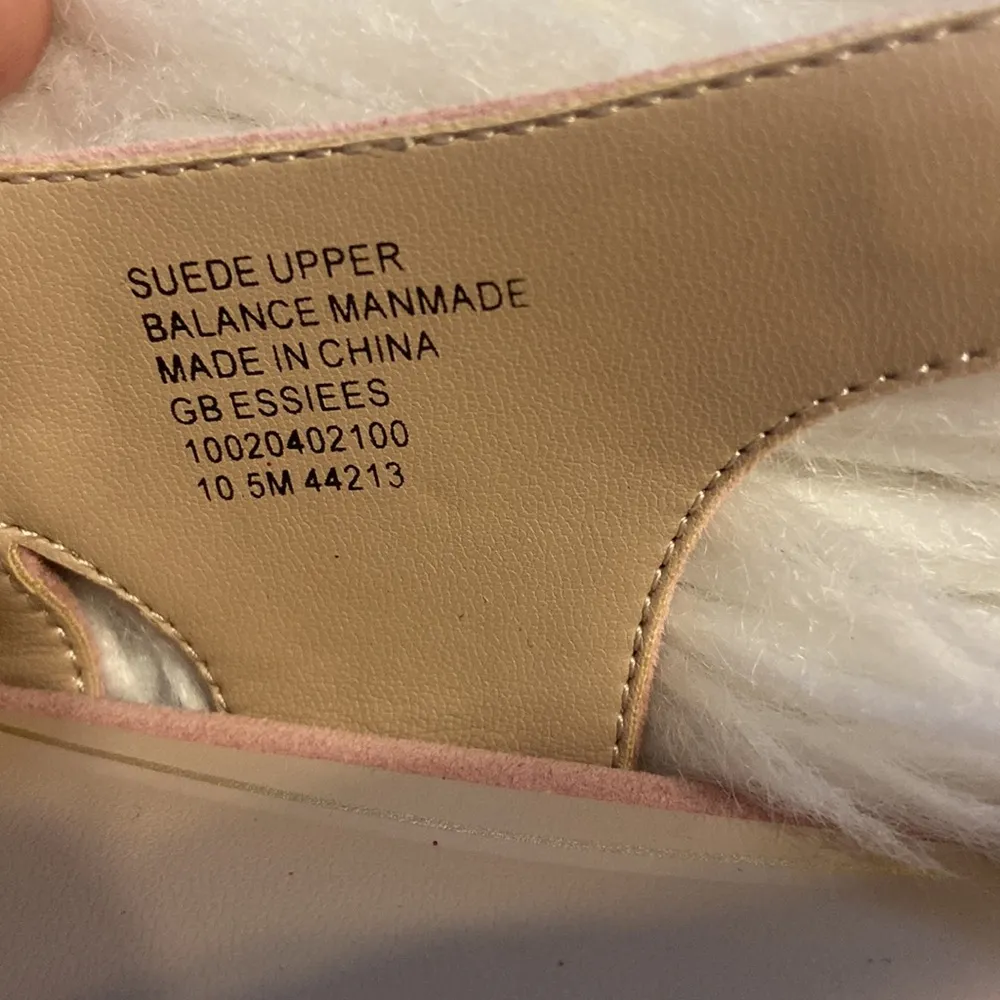 SUEDE UPPER
BALANCE MANMADE
MADE IN CHINA
GB ESSIEES
10020402100
10.5M 44213